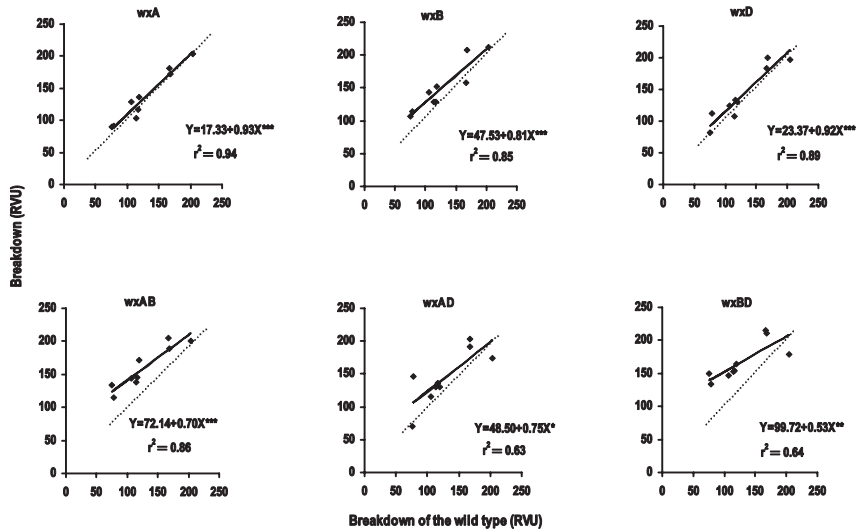 wxA
250
200
150
100
50
0
0 50 100 150 200 250
Y=17.33+0.93X***
r² = 0.94
wxB
250
200
150
100
50
0
0 50 100 150 200 250
Y=47.53+0.81X***
r² = 0.85
wxD
250
200
150
100
50
0
0 50 100 150 200 250
Y=23.37+0.92X***
r² = 0.89
Breakdown (RVU)
wxAB
250
200
150
100
50
0
0 50 100 150 200 250
Y=72.14+0.70X***
r² = 0.86
wxAD
250
200
150
100
50
0
0 50 100 150 200 250
Y=48.50+0.75X*
r² = 0.63
wxBD
250
200
150
100
50
0
0 50 100 150 200 250
Y=99.72+0.53X**
r² = 0.64
Breakdown of the wild type (RVU)